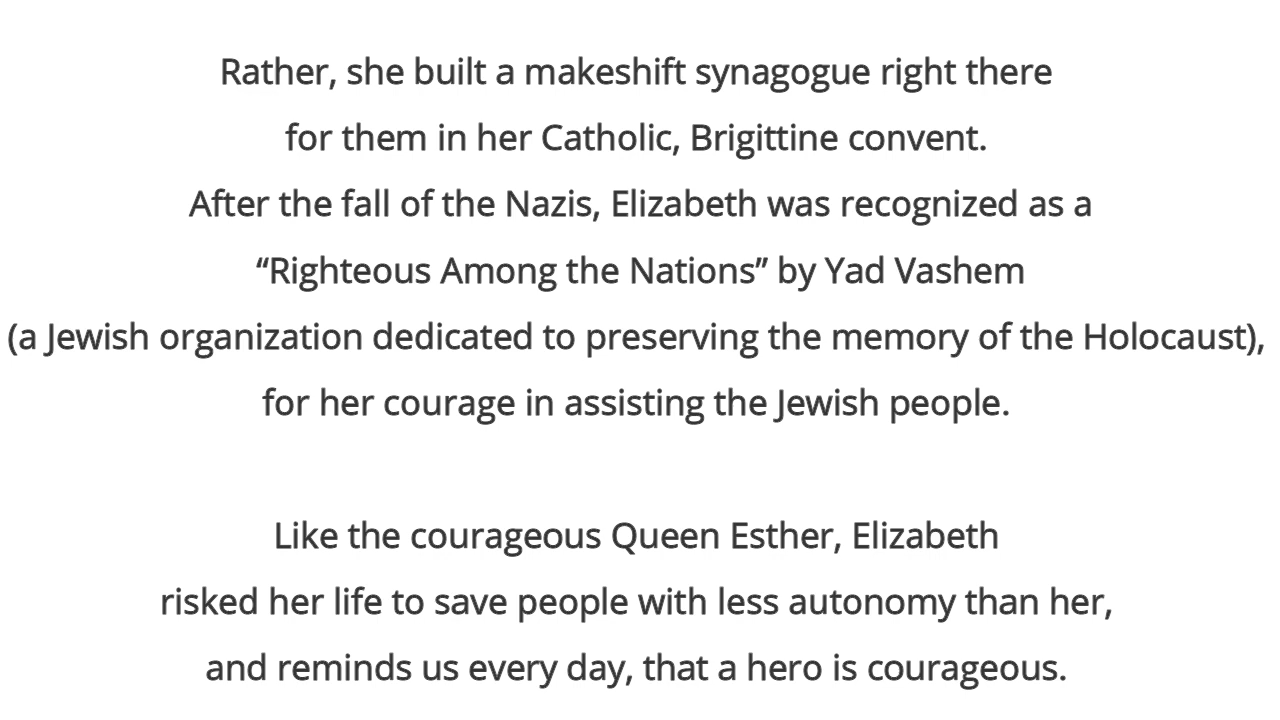 Rather, she built a makeshift synagogue right there
for them in her Catholic, Brigittine convent.
After the fall of the Nazis, Elizabeth was recognized as a
“Righteous Among the Nations” by Yad Vashem
(a Jewish organization dedicated to preserving the memory of the Holocaust),
for her courage in assisting the Jewish people.
Like the courageous Queen Esther, Elizabeth
risked her life to save people with less autonomy than her,
and reminds us every day, that a hero is courageous.